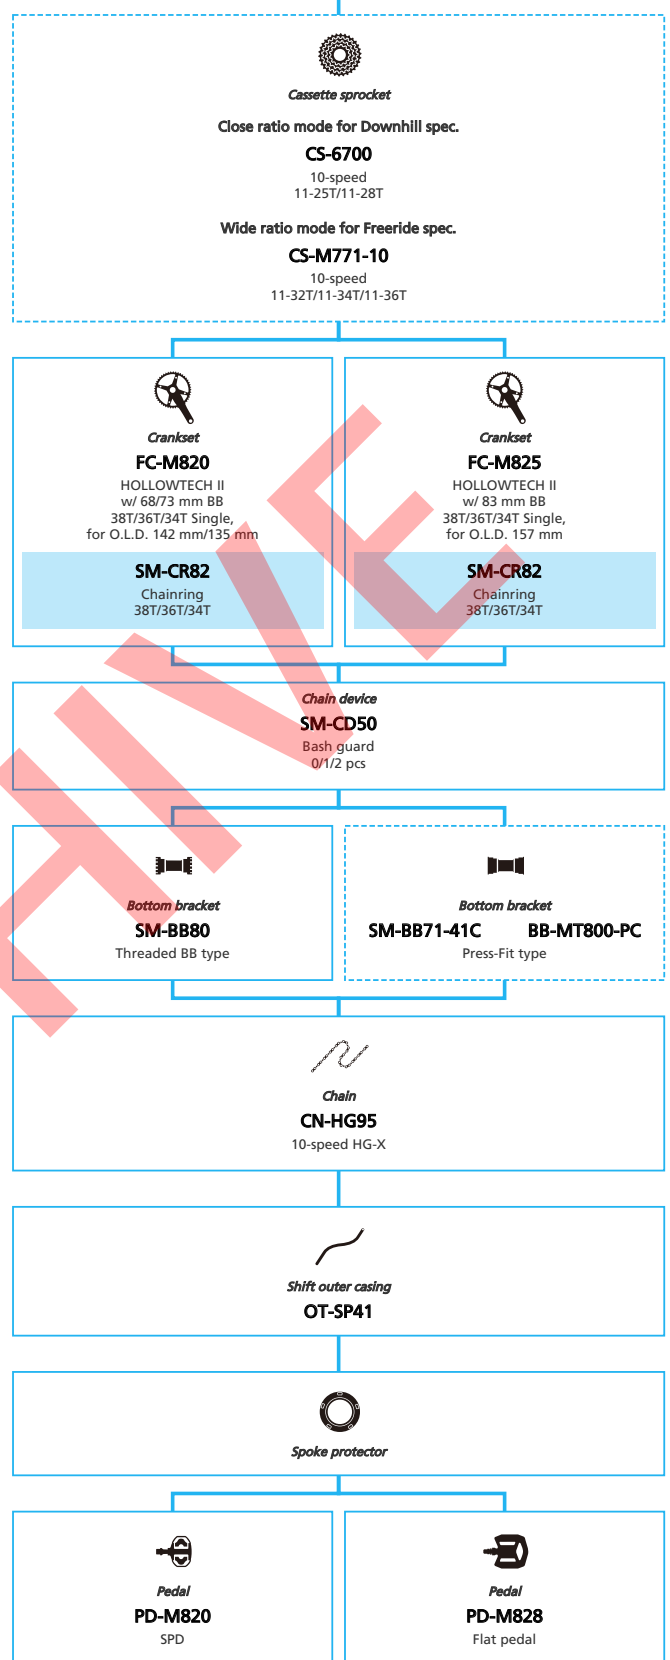 Cassette sprocket
Close ratio mode for Downhill spec.
CS-6700
10-speed
11-25T/11-28T
Wide ratio mode for Freeride spec.
CS-M771-10
10-speed
11-32T/11-34T/11-36T
Crankset
FC-M820
HOLLOWTECH II
w/ 68/73 mm BB
38T/36T/34T Single,
for O.L.D. 142 mm/135 mm
SM-CR82
Chainring
38T/36T/34T
Crankset
FC-M825
HOLLOWTECH II
w/ 83 mm BB
38T/36T/34T Single,
for O.L.D. 157 mm
SM-CR82
Chainring
38T/36T/34T
Chain device
SM-CD50
Bash guard
0/1/2 pcs
Bottom bracket
SM-BB80
Threaded BB type
Bottom bracket
SM-BB71-41C BB-MT800-PC
Press-Fit type
Chain
CN-HG95
10-speed HG-X
Shift outer casing
OT-SP41
Spoke protector
Pedal
PD-M820
SPD
Pedal
PD-M828
Flat pedal
HIVE